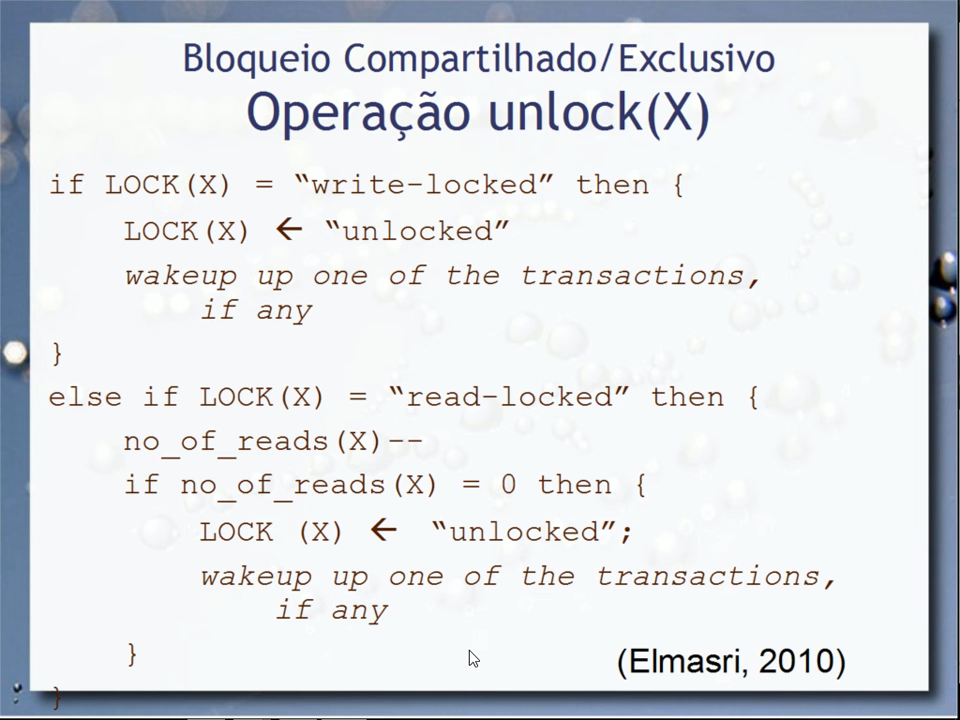 Bloqueio Compartilhado/Exclusivo
Operação unlock(X)
if LOCK(X) = “write-locked” then {
LOCK(X) 🡨 “unlocked”
wakeup up one of the transactions,
if any
}
else if LOCK(X) = “read-locked” then {
no_of_reads(X)--
if no_of_reads(X) = 0 then {
LOCK (X) 🡨 “unlocked”;
wakeup up one of the transactions,
if any
}
(Elmasri, 2010)
}